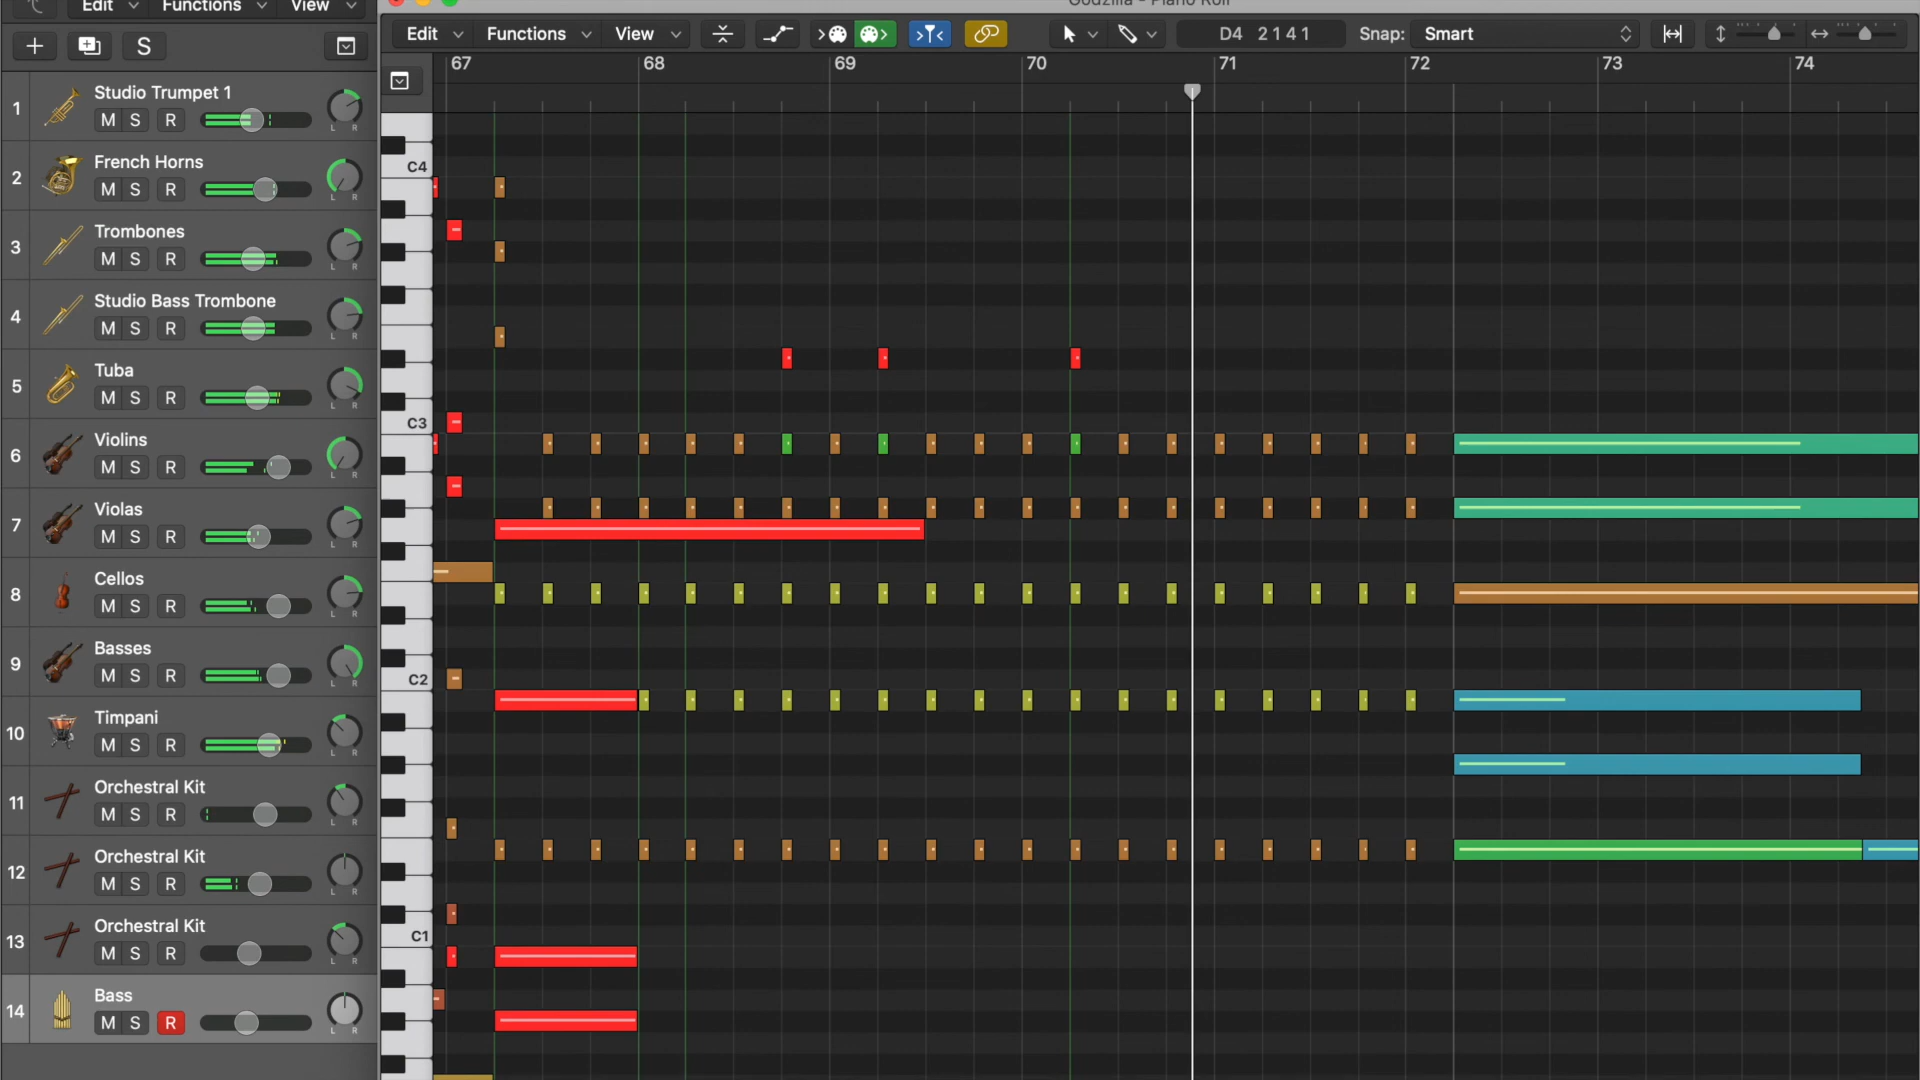 Edit Functions View
Godzilla - Piano Roll
S
Edit Functions View D4 2 1 4 1 Snap: Smart
67 68 69 70 71 72 73 74
1 Studio Trumpet 1
M S R L R
2 French Horns
M S R L R
3 Trombones
M S R L R
4 Studio Bass Trombone
M S R L R
5 Tuba
M S R L R
6 Violins
M S R L R
7 Violas
M S R L R
8 Cellos
M S R L R
9 Basses
M S R L R
10 Timpani
M S R L R
11 Orchestral Kit
M S R L R
12 Orchestral Kit
M S R L R
13 Orchestral Kit
M S R L R
14 Bass
M S R L R
C4
C3
C2
C1